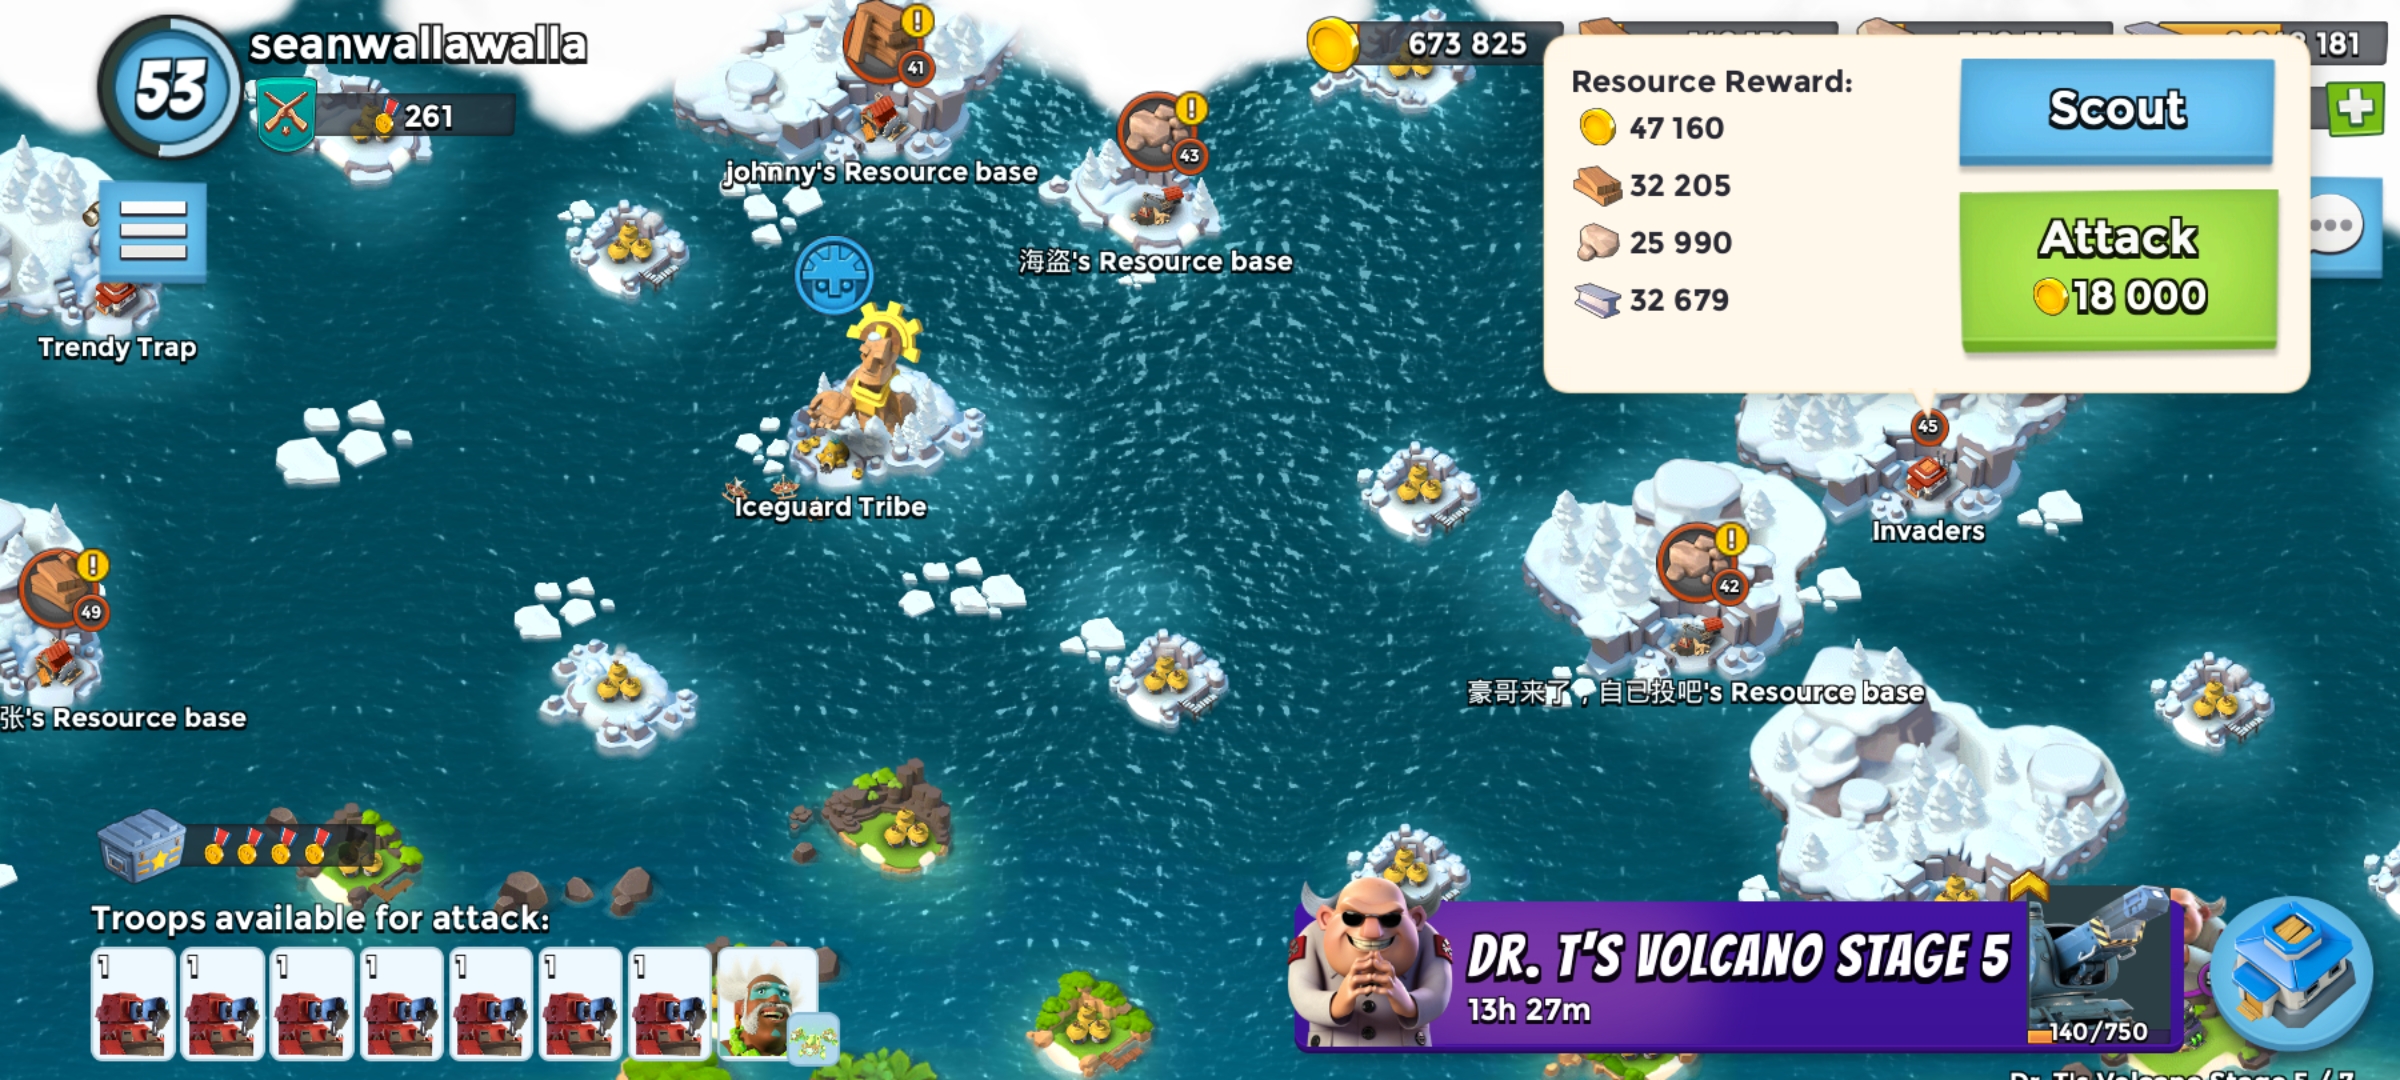 53
seanwallawalla
261
673 825
181
41
43
johnny's Resource base
海盗's Resource base
Resource Reward:
47 160
32 205
25 990
32 679
Scout
Attack
18 000
Trendy Trap
Iceguard Tribe
45
Invaders
42
豪哥来了，自已投吧's Resource base
49
张's Resource base
Troops available for attack:
1
1
1
1
1
1
1
DR. T'S VOLCANO STAGE 5
13h 27m
140/750